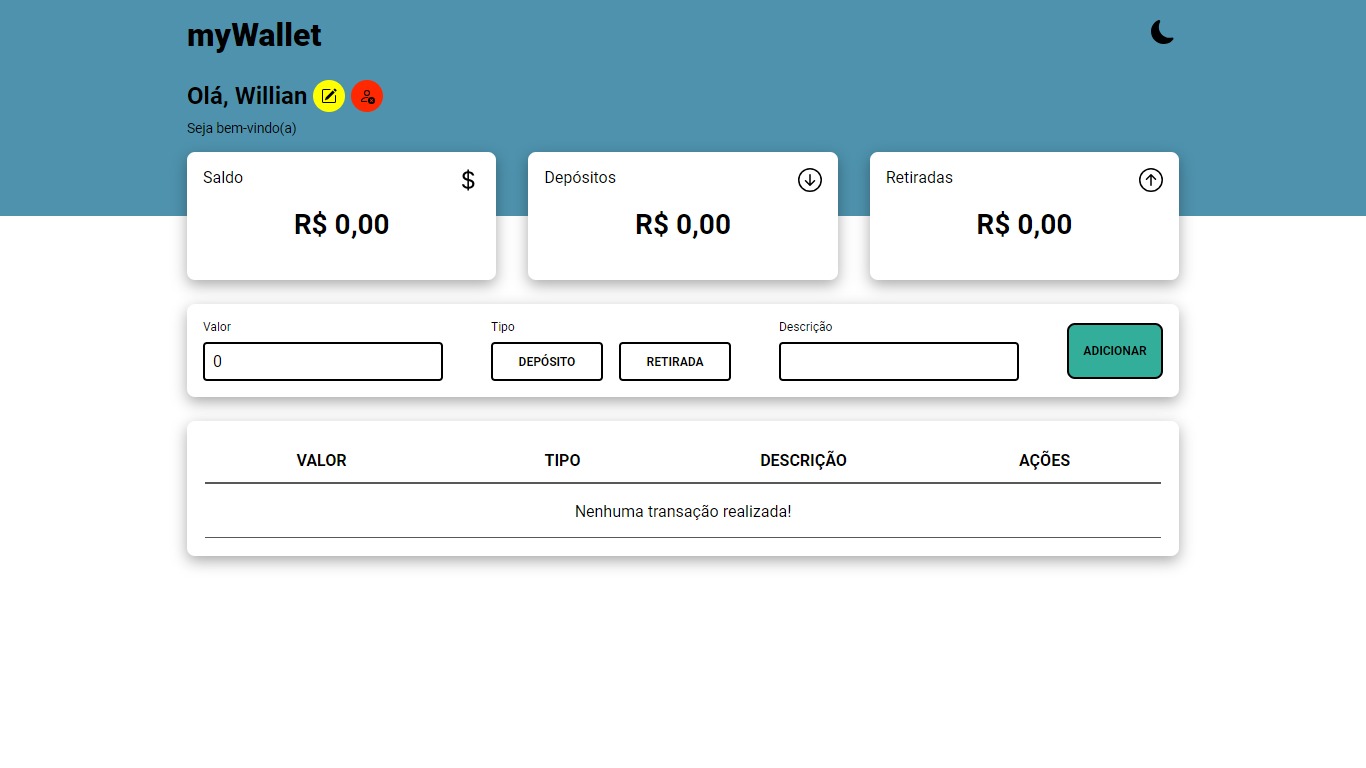 myWallet
Olá, Willian
Seja bem-vindo(a)
Saldo $
R$ 0,00
Depósitos
R$ 0,00
Retiradas
R$ 0,00
Valor
0
Tipo
DEPÓSITO RETIRADA
Descrição
ADICIONAR
VALOR TIPO DESCRIÇÃO AÇÕES
Nenhuma transação realizada!